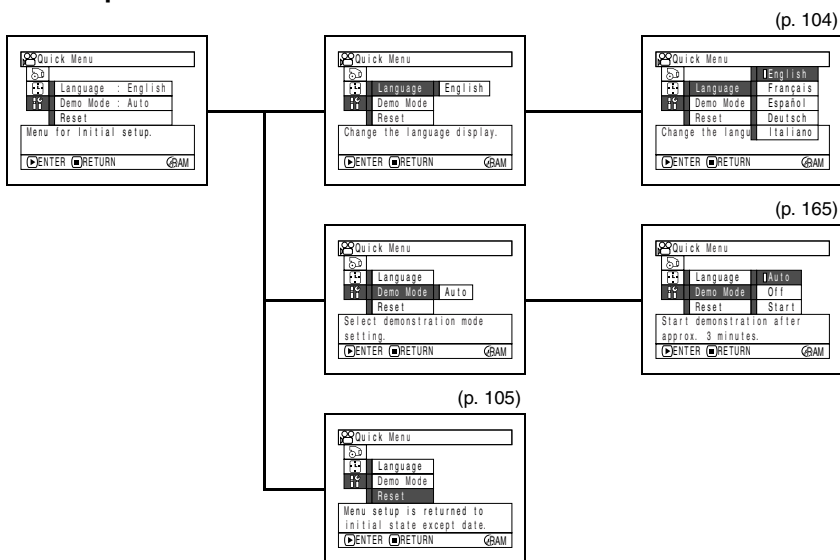 (p. 104)
Quick Menu
Language : English
Demo Mode : Auto
Reset
Menu for Initial setup.
ENTER RETURN RAM
Quick Menu
Language English
Demo Mode
Reset
Change the language display.
ENTER RETURN RAM
Quick Menu
English
Language Français
Demo Mode Español
Reset Deutsch
Change the langu Italiano
ENTER RETURN RAM
(p. 165)
Quick Menu
Language
Demo Mode Auto
Reset
Select demonstration mode
setting.
ENTER RETURN RAM
Quick Menu
Language Auto
Demo Mode Off
Reset Start
Start demonstration after
approx. 3 minutes.
ENTER RETURN RAM
(p. 105)
Quick Menu
Language
Demo Mode
Reset
Menu setup is returned to
initial state except date.
ENTER RETURN RAM